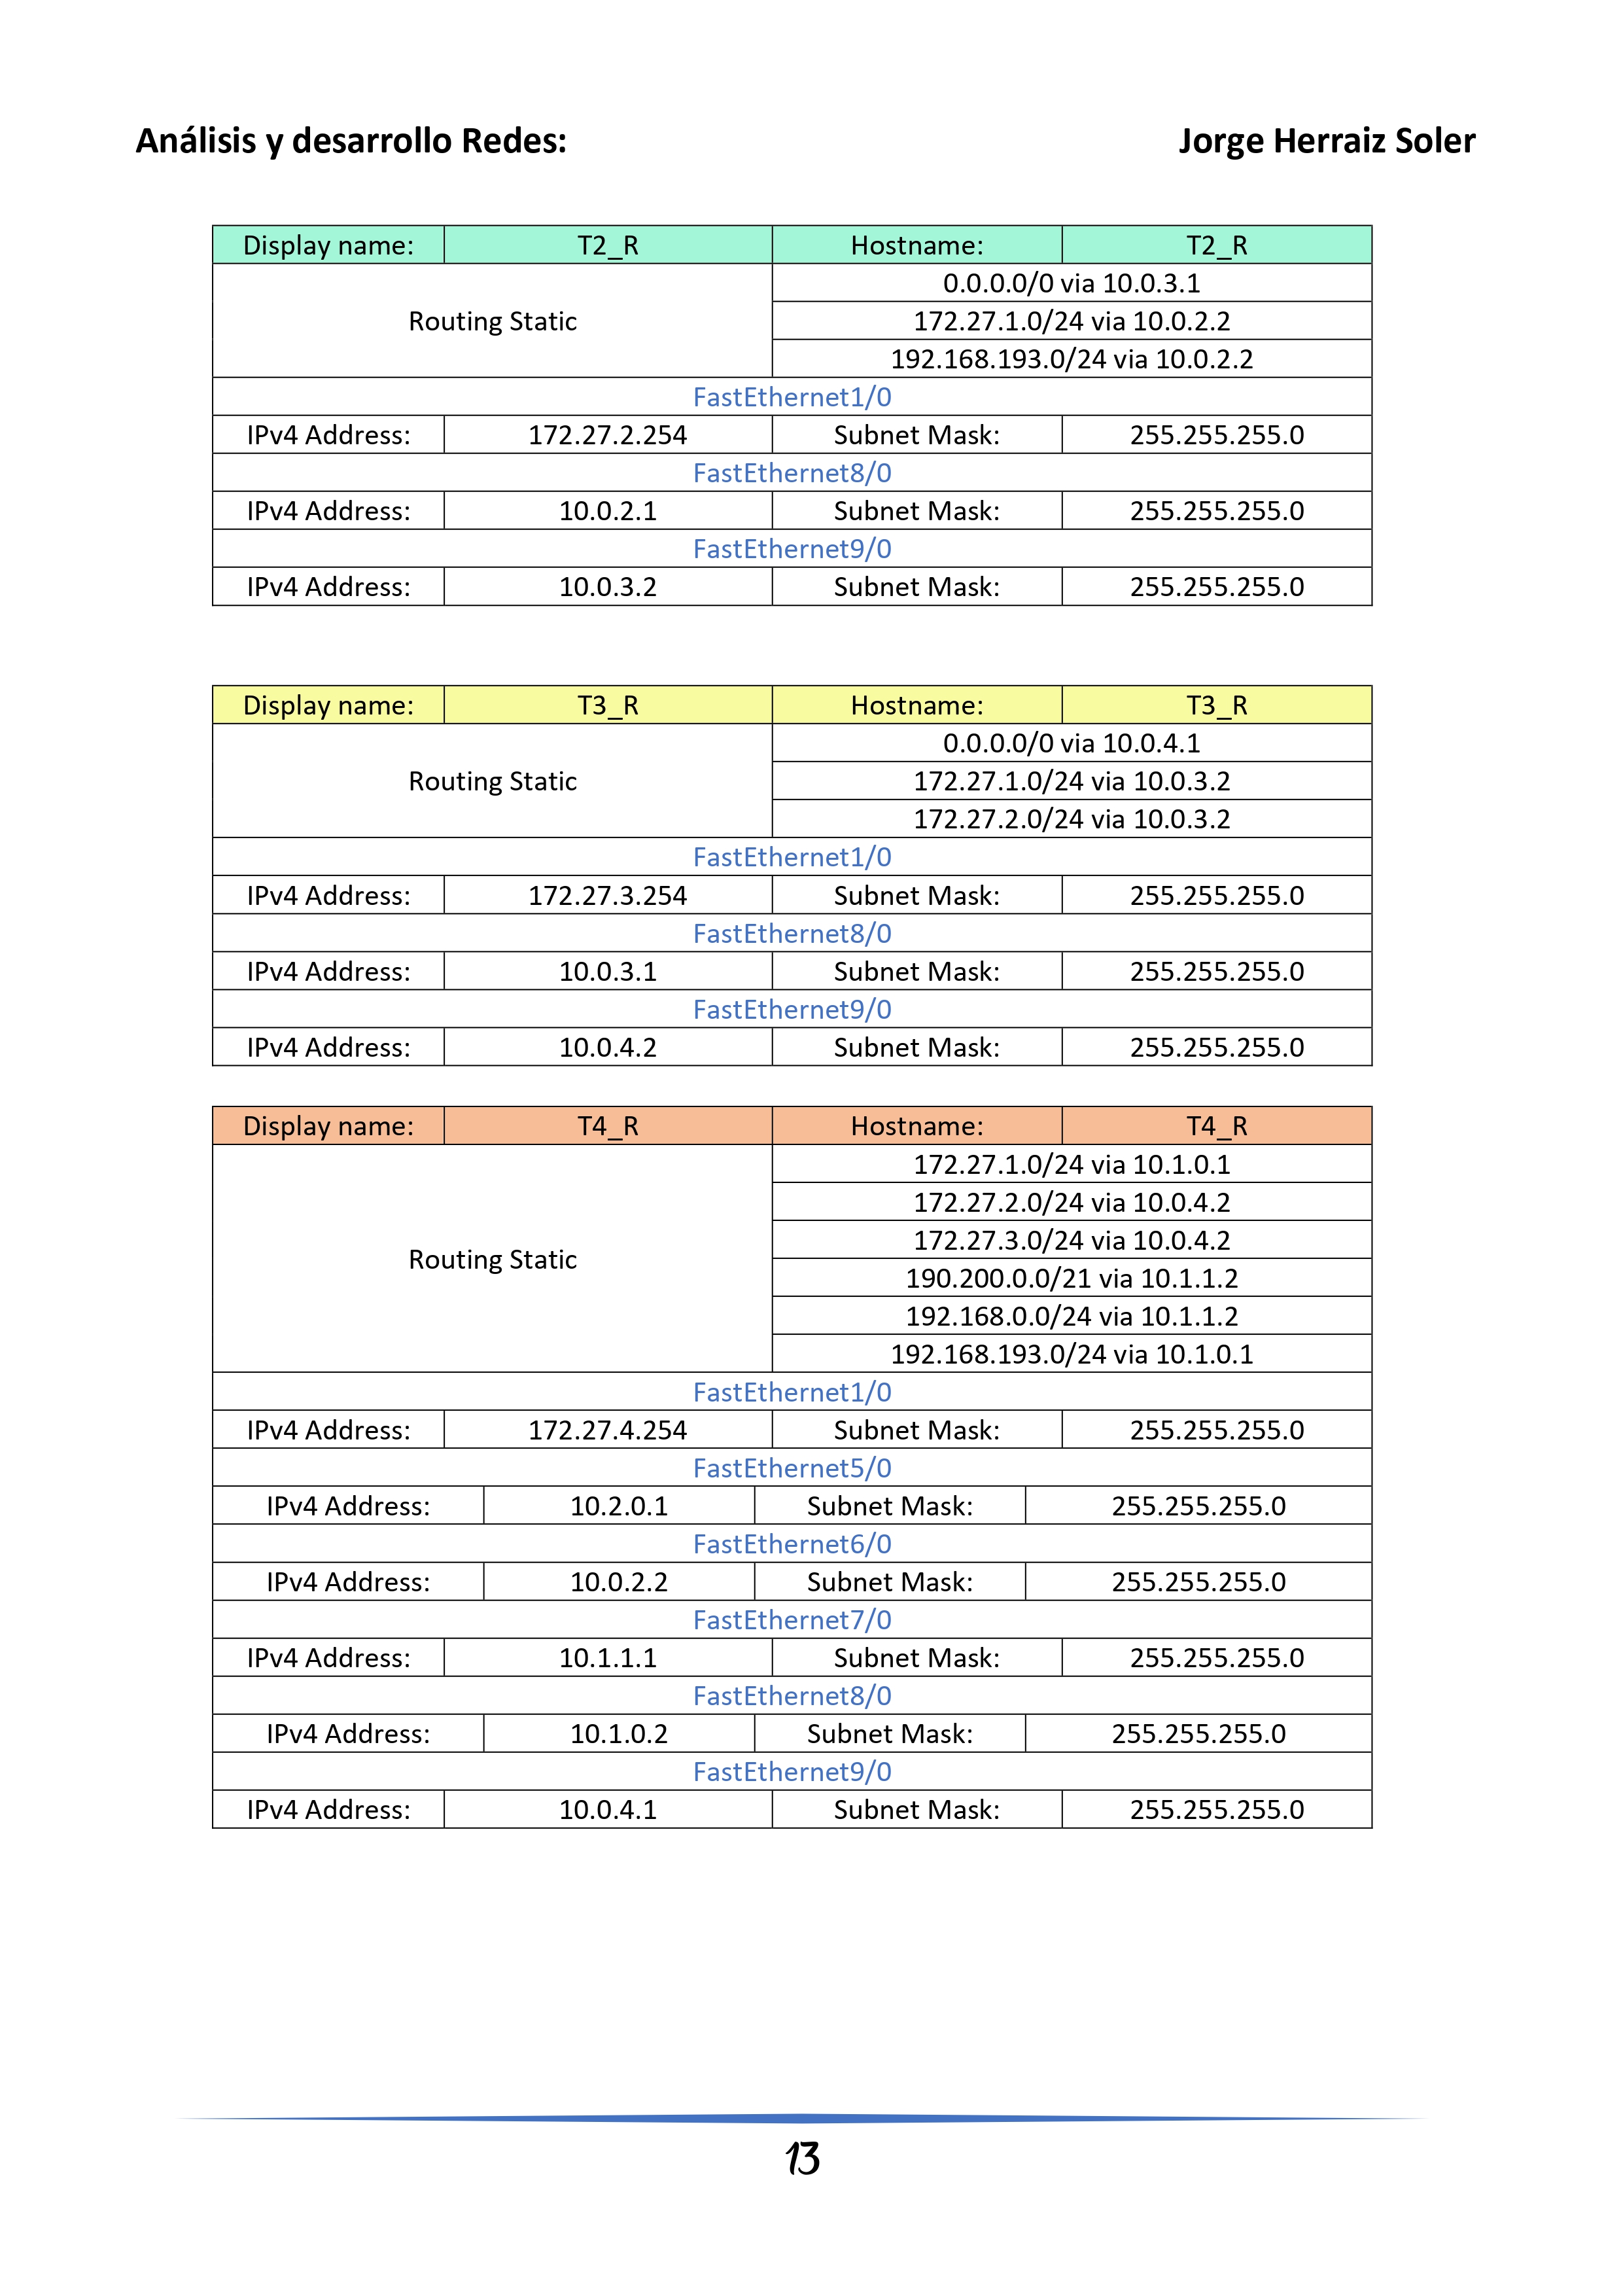 Análisis y desarrollo Redes: Jorge Herraiz Soler
Display name: T2_R Hostname: T2_R
0.0.0.0/0 via 10.0.3.1
Routing Static 172.27.1.0/24 via 10.0.2.2
192.168.193.0/24 via 10.0.2.2
FastEthernet1/0
IPv4 Address: 172.27.2.254 Subnet Mask: 255.255.255.0
FastEthernet8/0
IPv4 Address: 10.0.2.1 Subnet Mask: 255.255.255.0
FastEthernet9/0
IPv4 Address: 10.0.3.2 Subnet Mask: 255.255.255.0
Display name: T3_R Hostname: T3_R
0.0.0.0/0 via 10.0.4.1
Routing Static 172.27.1.0/24 via 10.0.3.2
172.27.2.0/24 via 10.0.3.2
FastEthernet1/0
IPv4 Address: 172.27.3.254 Subnet Mask: 255.255.255.0
FastEthernet8/0
IPv4 Address: 10.0.3.1 Subnet Mask: 255.255.255.0
FastEthernet9/0
IPv4 Address: 10.0.4.2 Subnet Mask: 255.255.255.0
Display name: T4_R Hostname: T4_R
Routing Static
172.27.1.0/24 via 10.1.0.1
172.27.2.0/24 via 10.0.4.2
172.27.3.0/24 via 10.0.4.2
190.200.0.0/21 via 10.1.1.2
192.168.0.0/24 via 10.1.1.2
192.168.193.0/24 via 10.1.0.1
FastEthernet1/0
IPv4 Address: 172.27.4.254 Subnet Mask: 255.255.255.0
FastEthernet5/0
IPv4 Address: 10.2.0.1 Subnet Mask: 255.255.255.0
FastEthernet6/0
IPv4 Address: 10.0.2.2 Subnet Mask: 255.255.255.0
FastEthernet7/0
IPv4 Address: 10.1.1.1 Subnet Mask: 255.255.255.0
FastEthernet8/0
IPv4 Address: 10.1.0.2 Subnet Mask: 255.255.255.0
FastEthernet9/0
IPv4 Address: 10.0.4.1 Subnet Mask: 255.255.255.0
13